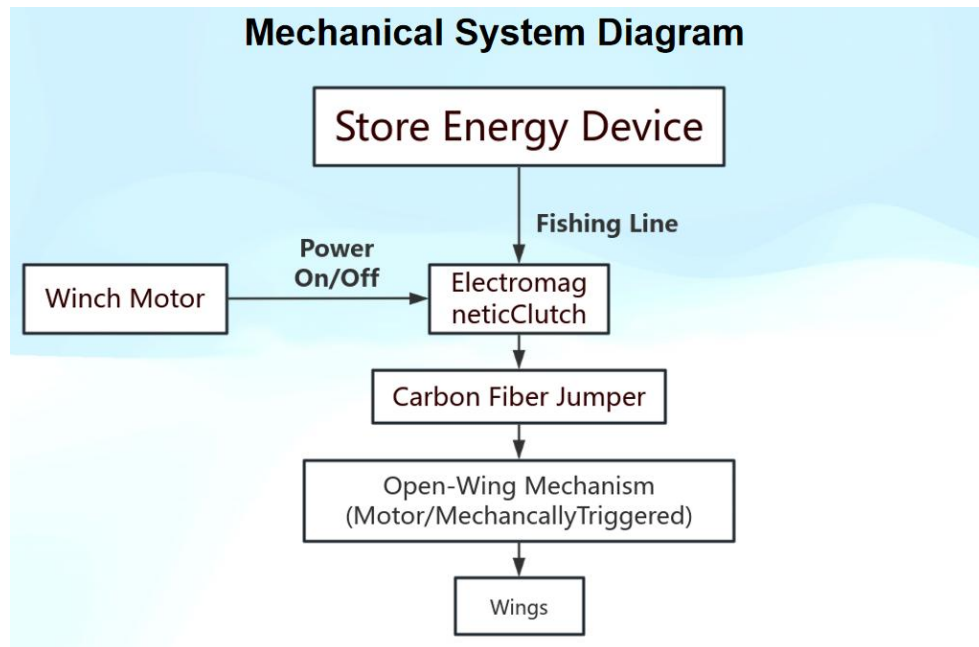 Mechanical System Diagram
Store Energy Device
Fishing Line
Power
On/Off
Winch Motor
Electromag
neticClutch
Carbon Fiber Jumper
Open-Wing Mechanism
(Motor/MechancallyTriggered)
Wings